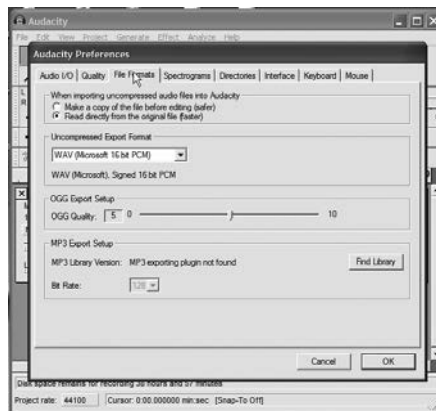 Audacity
File Edit View Project Generate Effect Analyze Help
Audacity Preferences
Audio I/O Quality File Formats Spectrograms Directories Interface Keyboard Mouse
When importing uncompressed audio files into Audacity
Make a copy of the file before editing (safer)
Read directly from the original file (faster)
Uncompressed Export Format
WAV (Microsoft 16 bit PCM)
WAV (Microsoft), Signed 16 bit PCM
OGG Export Setup
OGG Quality: 5 0 10
MP3 Export Setup
MP3 Library Version: MP3 exporting plugin not found Find Library
Bit Rate: 128
Cancel OK
Disk space remains for recording 38 hours and 57 minutes
Project rate: 44100 Cursor: 0:00.000000 min:sec [Snap-To Off]